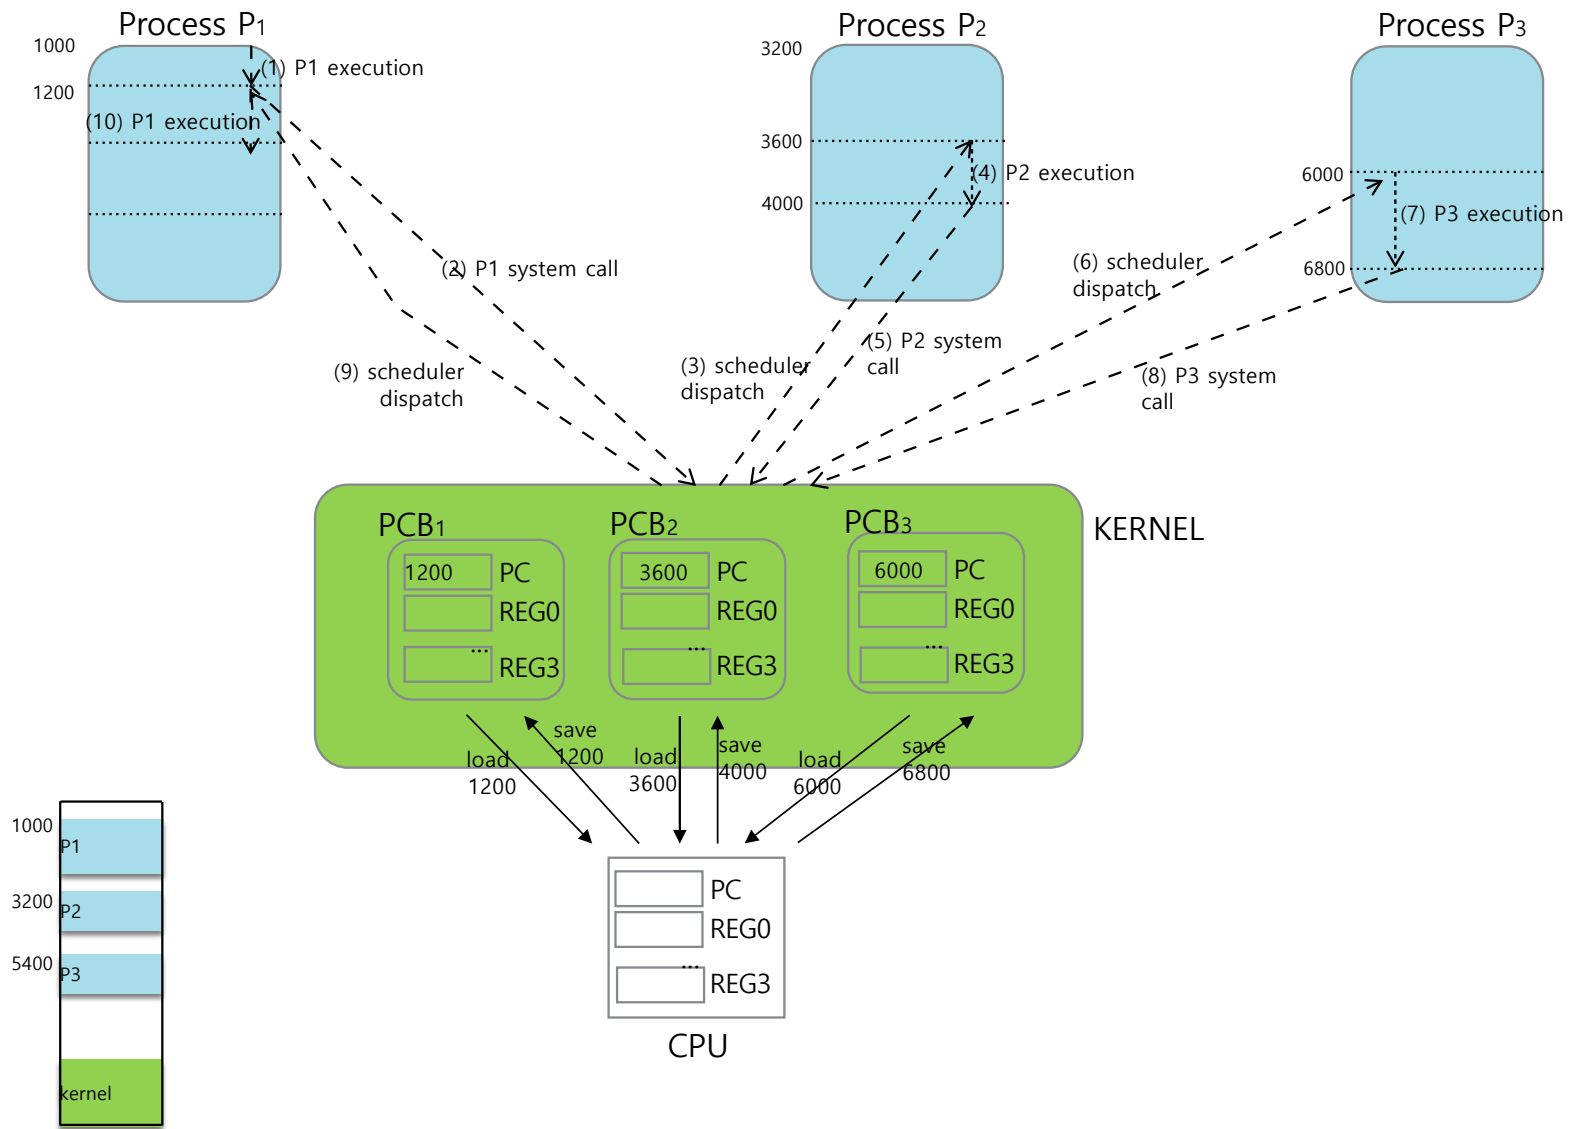 Process P1
Process P2
Process P3
1000
1200
(1) P1 execution
(10) P1 execution
3200
3600
4000
(4) P2 execution
6000
6800
(7) P3 execution
(2) P1 system call
(9) scheduler
dispatch
(3) scheduler
dispatch
(5) P2 system
call
(6) scheduler
dispatch
(8) P3 system
call
KERNEL
PCB1
1200 PC
REG0
...
REG3
PCB2
3600 PC
REG0
...
REG3
PCB3
6000 PC
REG0
...
REG3
load
1200
save
1200
load
3600
save
4000
load
6000
save
6800
PC
REG0
...
REG3
CPU
1000
P1
3200
P2
5400
P3
kernel